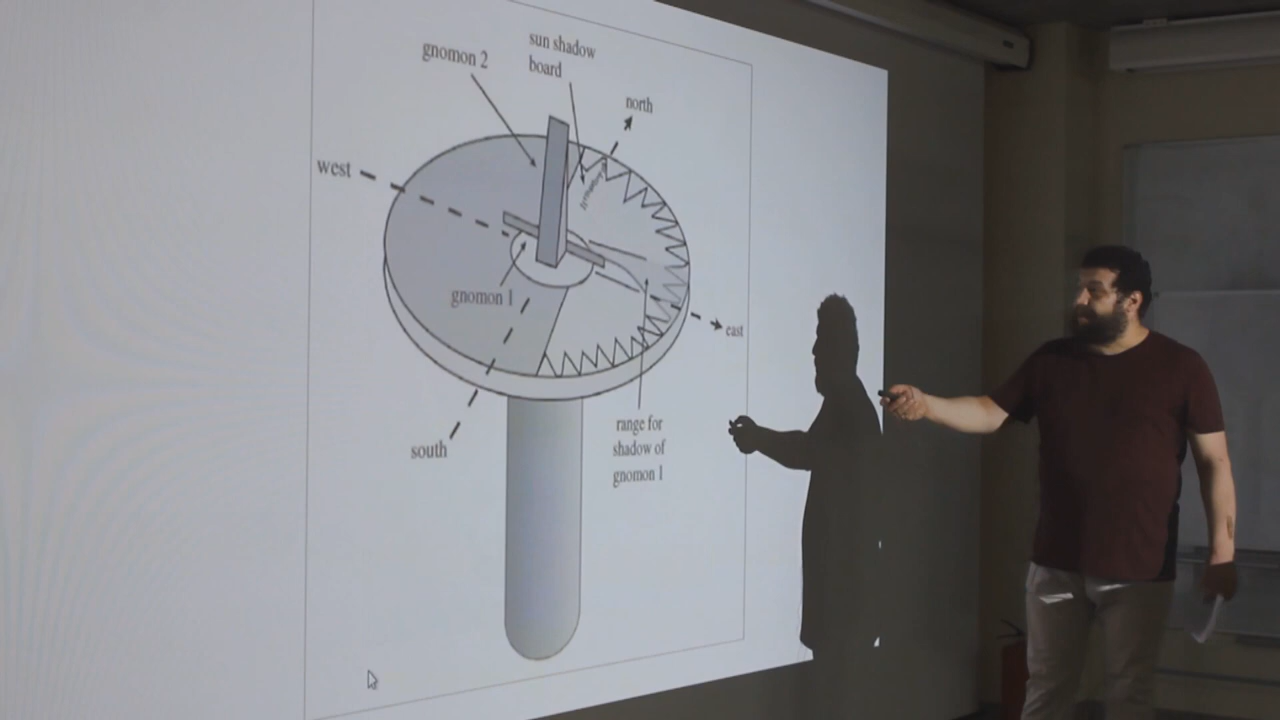 gnomon 2
sun shadow
board
north
west
gnomon 1
east
south
range for
shadow of
gnomon 1